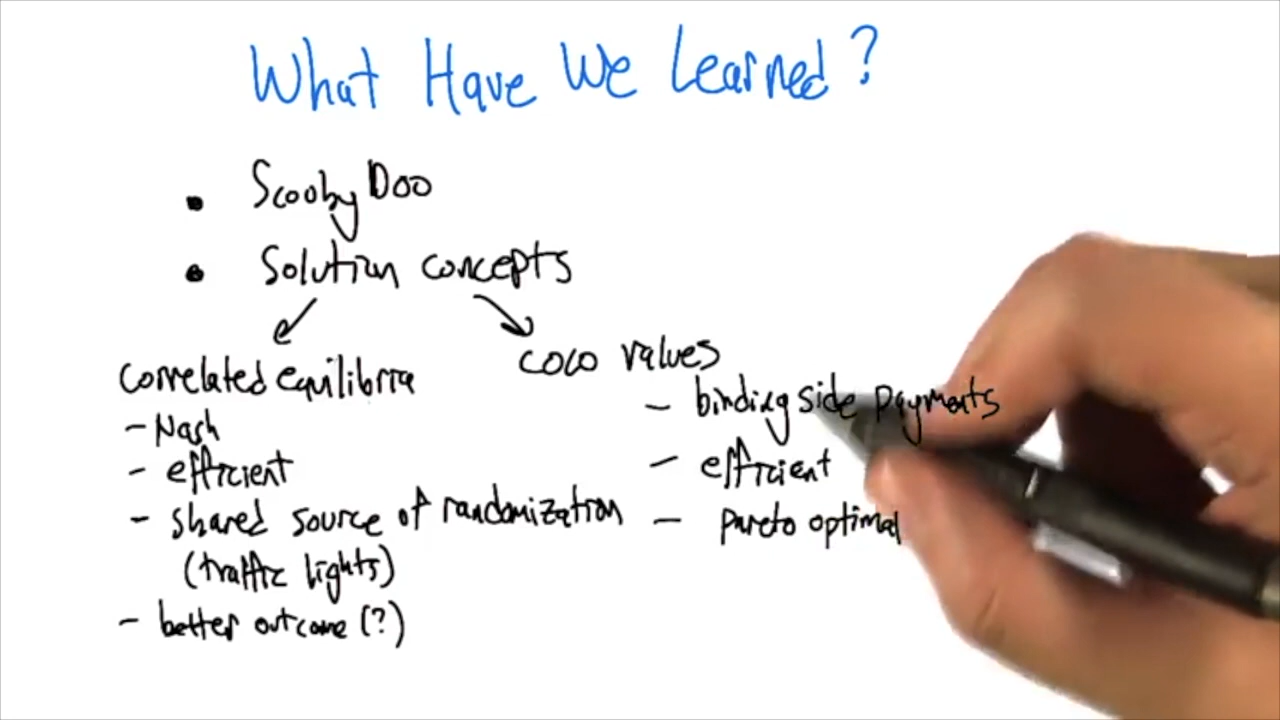 What Have We Learned?
• Scooby Doo
• Solution concepts
correlated equilibria
- Nash
- efficient
- shared source of randomization
(traffic lights)
- better outcome (?)
coco values
- binding side payments
- efficient
- pareto optimal